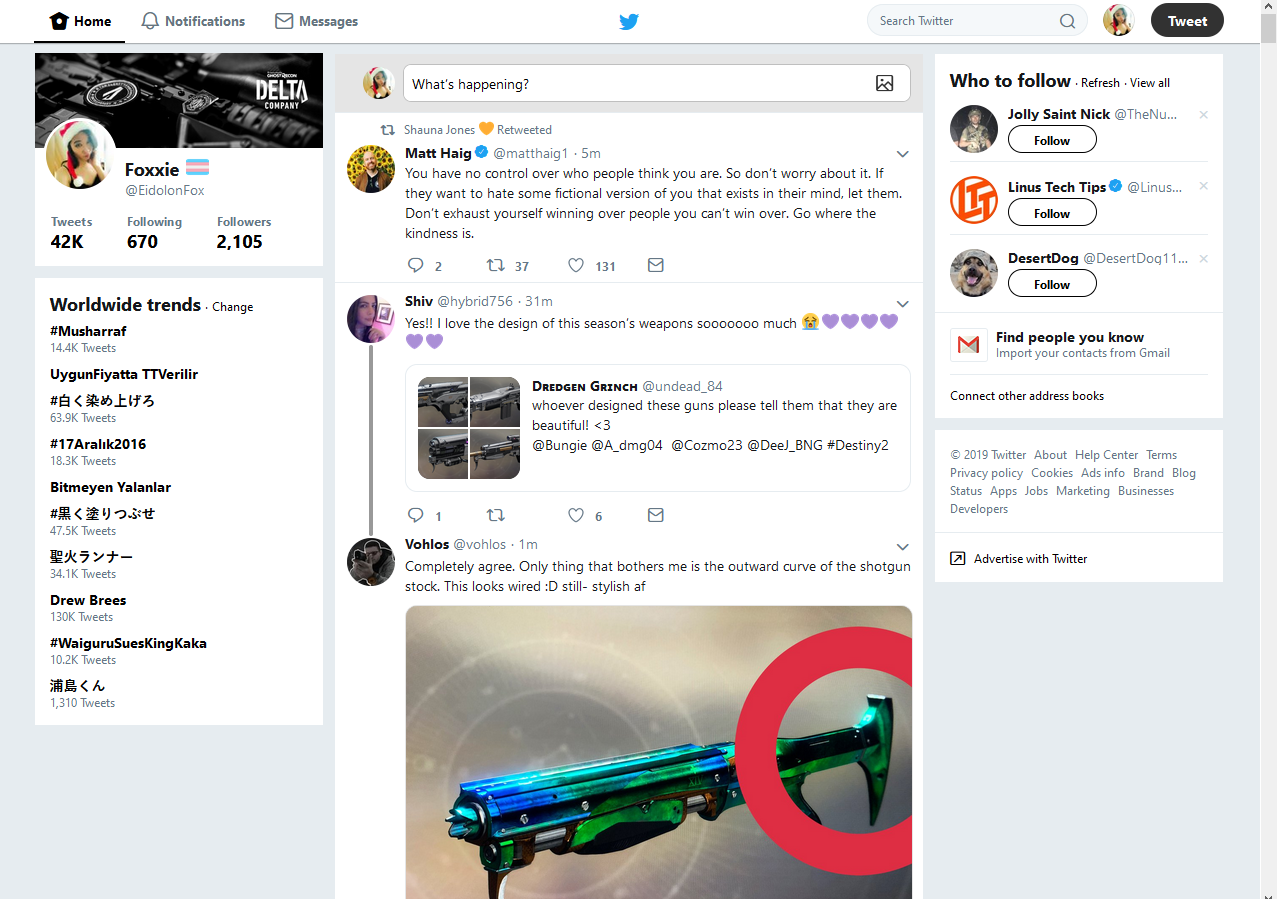 Home
Notifications
Messages
Search Twitter
Tweet
GHOST RECON
DELTA
COMPANY
Foxxie
@EidolonFox
Tweets Following Followers
42K 670 2,105
Worldwide trends · Change
#Musharraf
14.4K Tweets
UygunFiyatta TTVerilir
#白く染め上げろ
63.9K Tweets
#17Aralık2016
18.3K Tweets
Bitmeyen Yalanlar
#黒く塗りつぶせ
47.5K Tweets
聖火ランナー
34.1K Tweets
Drew Brees
130K Tweets
#WaiguruSuesKingKaka
10.2K Tweets
浦島くん
1,310 Tweets
What's happening?
Shauna Jones 🧡 Retweeted
Matt Haig @matthaig1 · 5m
You have no control over who people think you are. So don't worry about it. If
they want to hate some fictional version of you that exists in their mind, let them.
Don't exhaust yourself winning over people you can't win over. Go where the
kindness is.
2 37 131
Shiv @hybrid756 · 31m
Yes!! I love the design of this season's weapons sooooooo much 😭💜💜💜💜
💜💜
Dredgen Grinch @undead_84
whoever designed these guns please tell them that they are
beautiful! <3
@Bungie @A_dmg04 @Cozmo23 @DeeJ_BNG #Destiny2
1 6
Vohlos @vohlos · 1m
Completely agree. Only thing that bothers me is the outward curve of the shotgun
stock. This looks wired :D still- stylish af
XIV
Who to follow · Refresh · View all
Jolly Saint Nick @TheNu...
Follow
LTT
Linus Tech Tips @Linus...
Follow
DesertDog @DesertDog11...
Follow
Find people you know
Import your contacts from Gmail
Connect other address books
© 2019 Twitter About Help Center Terms
Privacy policy Cookies Ads info Brand Blog
Status Apps Jobs Marketing Businesses
Developers
Advertise with Twitter